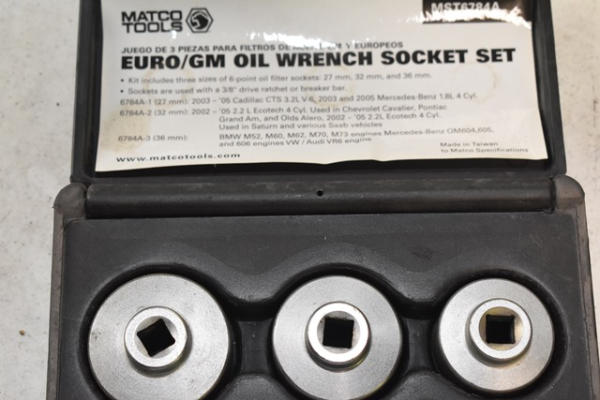 MATCO
TOOLS
MST6784A
JUEGO DE 3 PIEZAS PARA FILTROS DE Y EUROPEOS
EURO/GM OIL WRENCH SOCKET SET
• Kit includes three sizes of 6-point oil filter sockets: 27 mm, 32 mm, and 36 mm.
• Sockets are used with a 3/8" drive ratchet or breaker bar.
6784A-1 (27 mm): 2003 - '05 Cadillac CTS 3.2L V-6, 2003 and 2005 Mercedes-Benz 1.8L 4 Cyl.
6784A-2 (32 mm): 2002 - '05 2.2 L Ecotech 4 Cyl. Used in Chevrolet Cavalier, Pontiac
Grand Am, and Olds Alero, 2002 - '05 2.2L Ecotech 4 Cyl.
Used in Saturn and various Saab vehicles
6784A-3 (36 mm): BMW M52, M60, M62, M70, M73 engines Mercedes-Benz OM604,605,
and 606 engines VW / Audi VR6 engine
www.matcotools.com
Made in Taiwan
to Matco Specifications